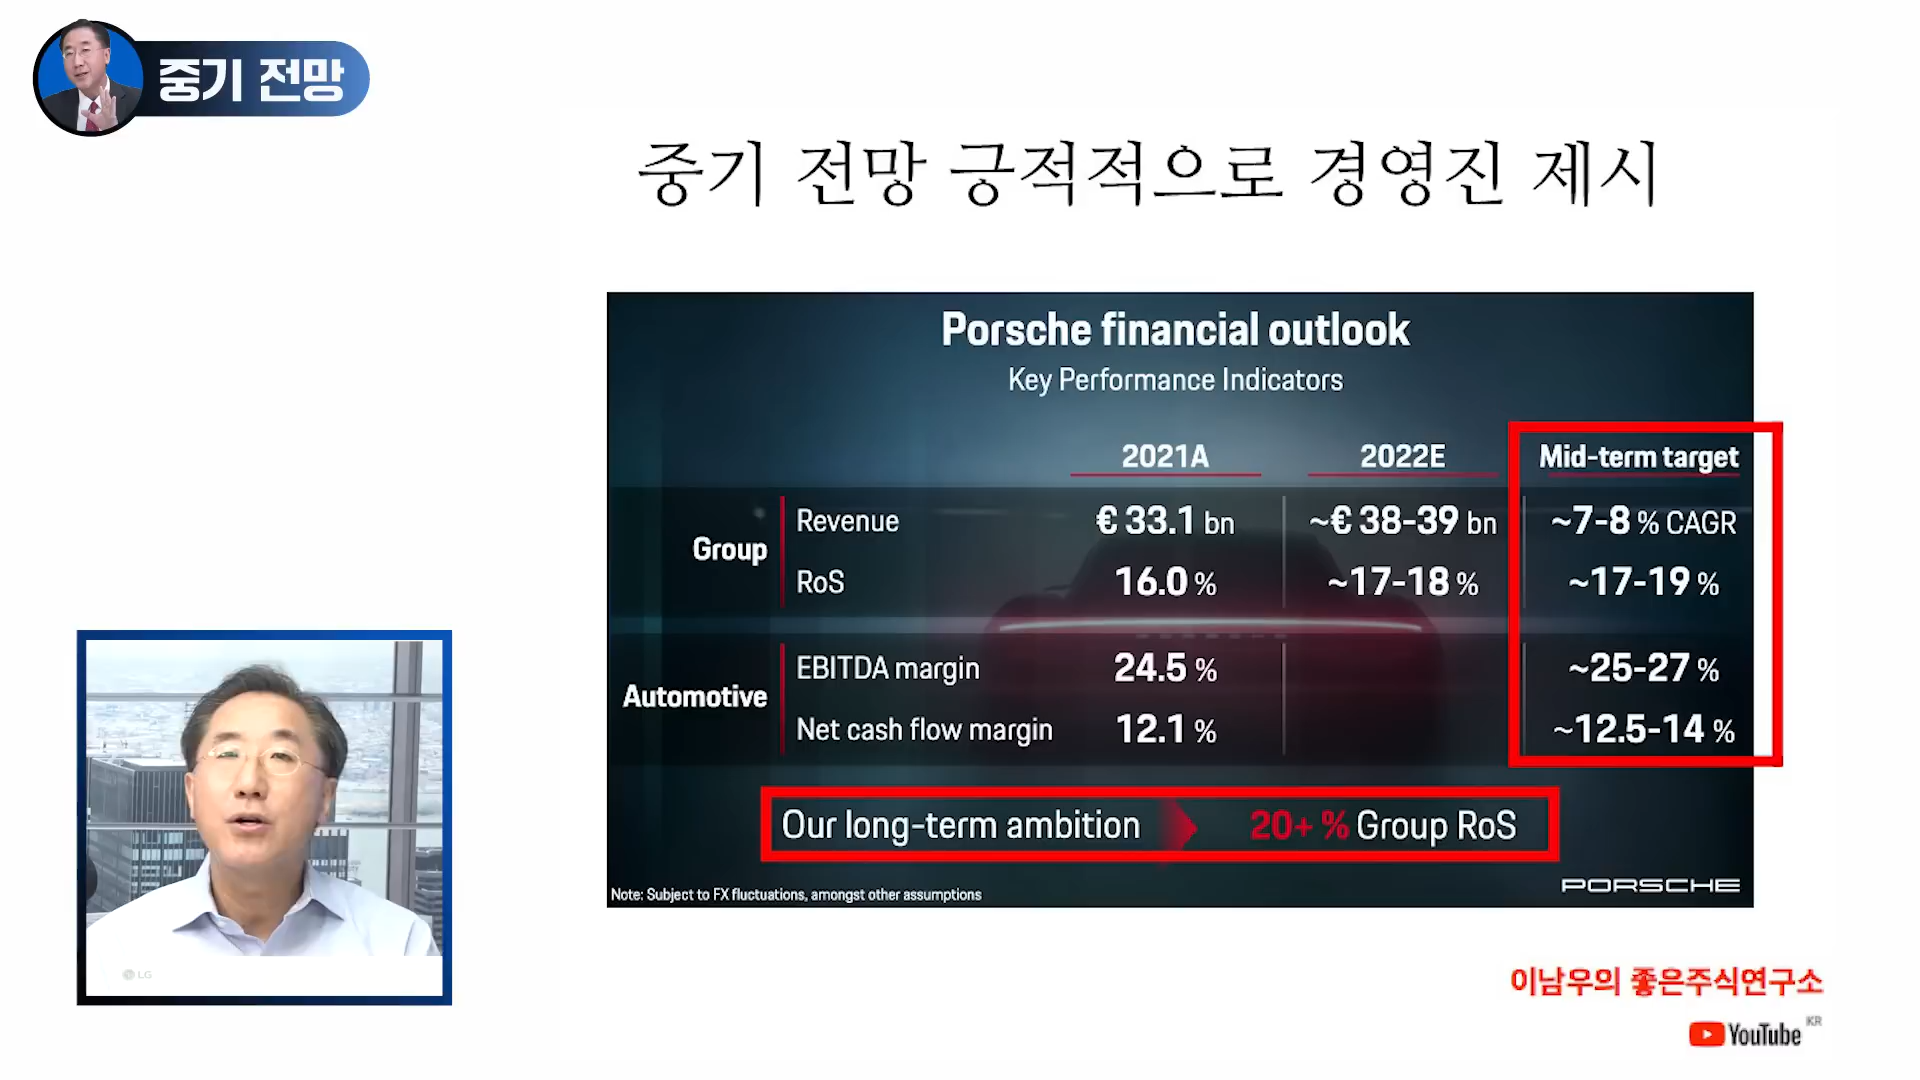 중기 전망
중기 전망 긍적적으로 경영진 제시
Porsche financial outlook
Key Performance Indicators
2021A 2022E Mid-term target
Group
Revenue € 33.1 bn ~€ 38-39 bn ~7-8 % CAGR
RoS 16.0 % ~17-18 % ~17-19 %
Automotive
EBITDA margin 24.5 % ~25-27 %
Net cash flow margin 12.1 % ~12.5-14 %
Our long-term ambition 20+ % Group RoS
Note: Subject to FX fluctuations, amongst other assumptions
PORSCHE
LG
이남우의 좋은주식연구소
YouTube KR